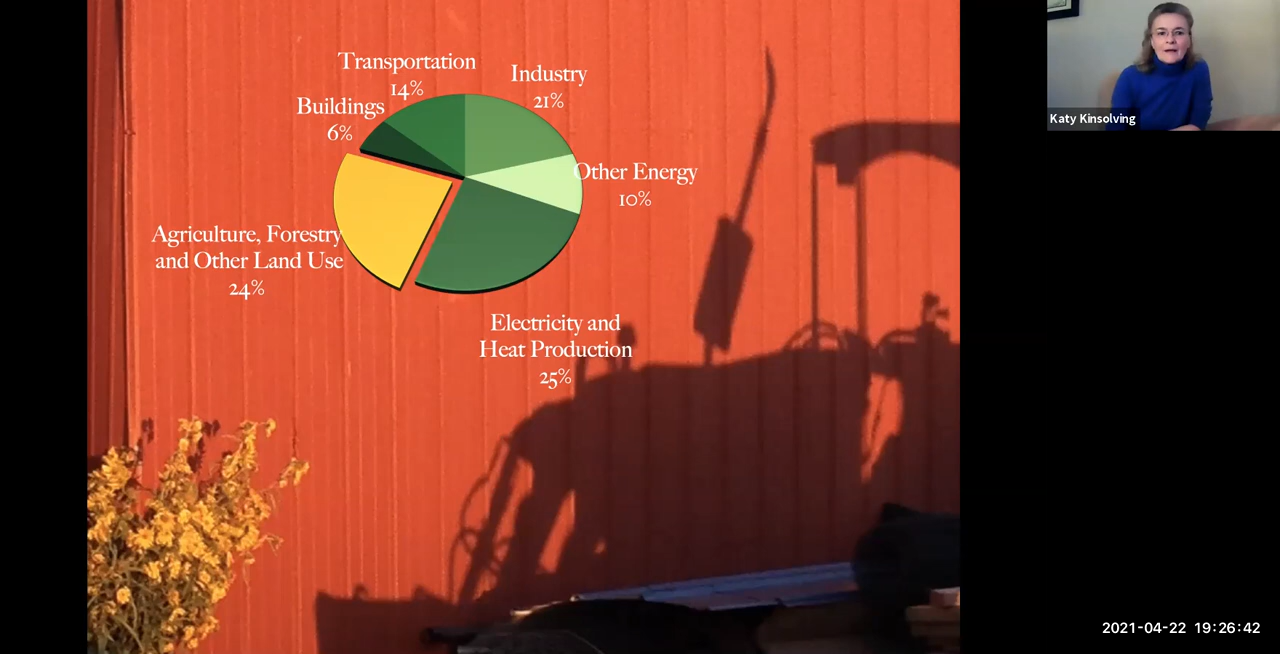 Transportation
14%
Industry
21%
Buildings
6%
Other Energy
10%
Agriculture, Forestry
and Other Land Use
24%
Electricity and
Heat Production
25%
Katy Kinsolving
2021-04-22 19:26:42